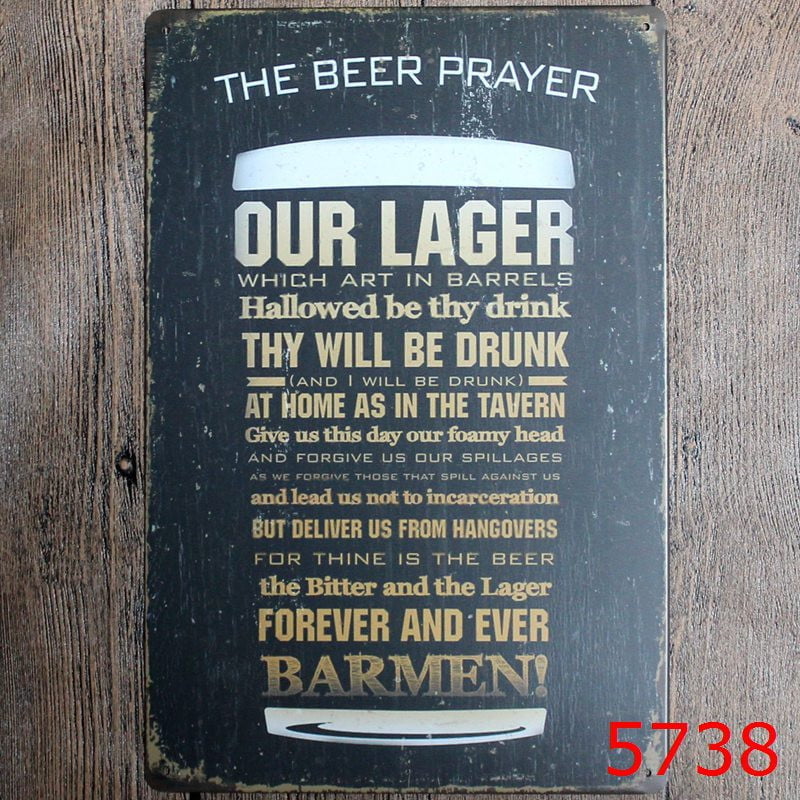 THE BEER PRAYER
OUR LAGER
WHICH ART IN BARRELS
Hallowed be thy drink
THY WILL BE DRUNK
(AND I WILL BE DRUNK)
AT HOME AS IN THE TAVERN
Give us this day our foamy head
AND FORGIVE US OUR SPILLAGES
AS WE FORGIVE THOSE THAT SPILL AGAINST US
and lead us not to incarceration
BUT DELIVER US FROM HANGOVERS
FOR THINE IS THE BEER
the Bitter and the Lager
FOREVER AND EVER
BARMEN!
5738